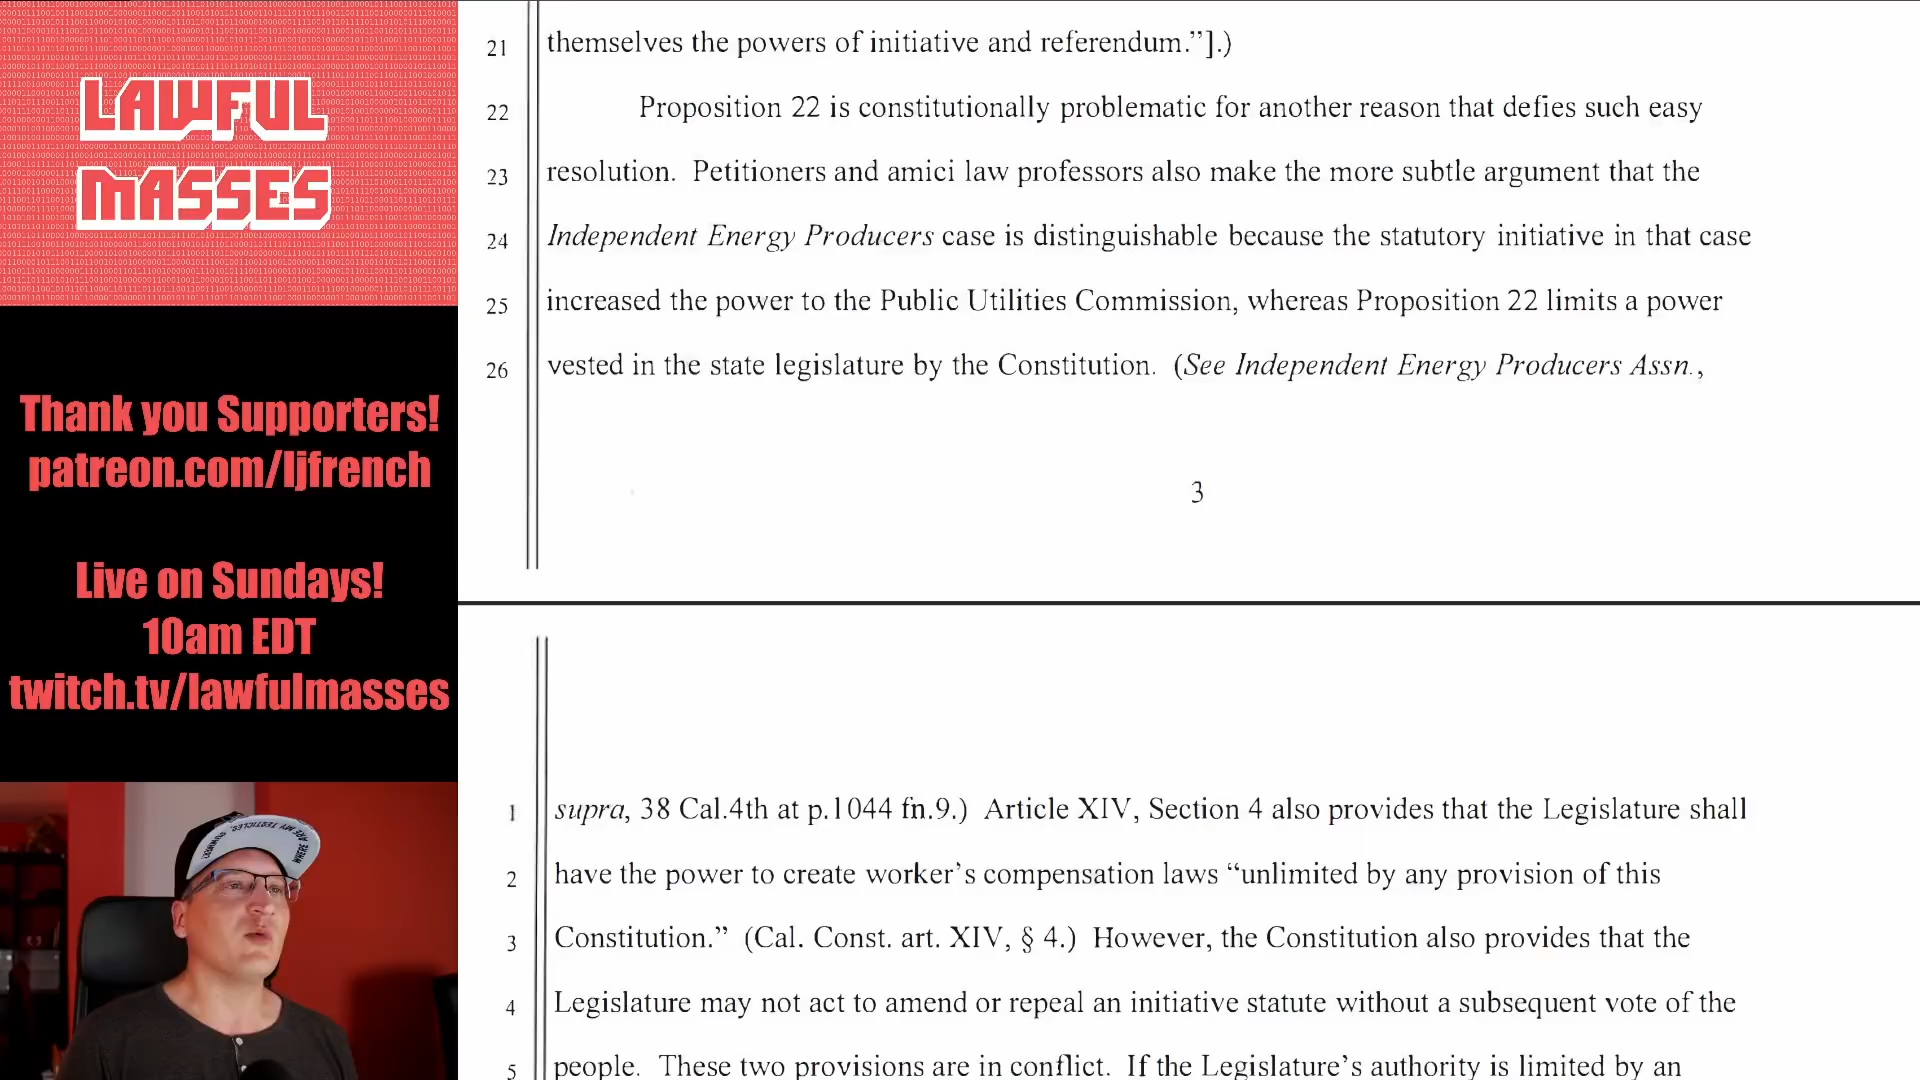 LAWFUL
MASSES
Thank you Supporters!
patreon.com/ljfrench
Live on Sundays!
10am EDT
twitch.tv/lawfulmasses
21 themselves the powers of initiative and referendum.”].)
22 Proposition 22 is constitutionally problematic for another reason that defies such easy
23 resolution. Petitioners and amici law professors also make the more subtle argument that the
24 Independent Energy Producers case is distinguishable because the statutory initiative in that case
25 increased the power to the Public Utilities Commission, whereas Proposition 22 limits a power
26 vested in the state legislature by the Constitution. (See Independent Energy Producers Assn.,
3
1 supra, 38 Cal.4th at p.1044 fn.9.) Article XIV, Section 4 also provides that the Legislature shall
2 have the power to create worker’s compensation laws “unlimited by any provision of this
3 Constitution.” (Cal. Const. art. XIV, § 4.) However, the Constitution also provides that the
4 Legislature may not act to amend or repeal an initiative statute without a subsequent vote of the
5 people. These two provisions are in conflict. If the Legislature’s authority is limited by an
WHERE ARE MY TESTICLES, SUMMER?